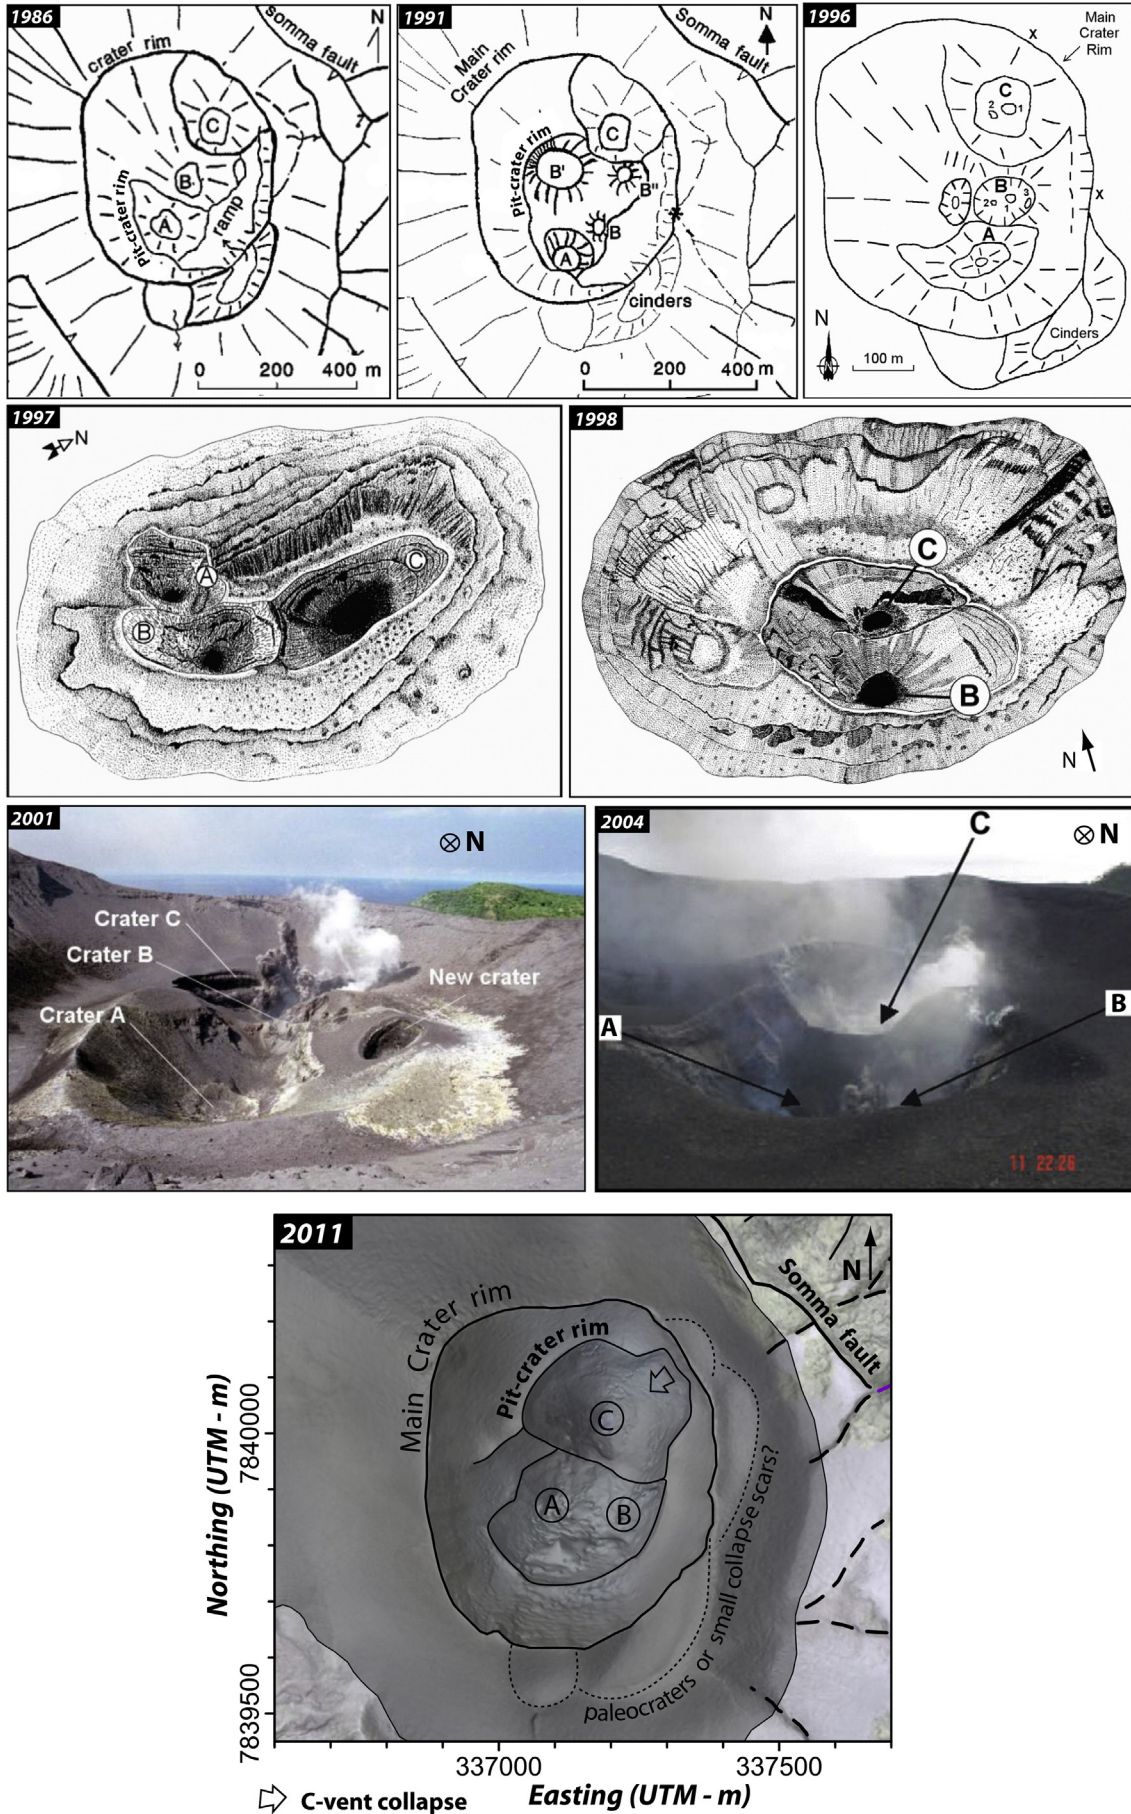 1986
N
crater rim
Somma fault
C
B
A
Pit-crater rim
ramp
0 200 400 m
1991
N
Main
Crater rim
Somma fault
Pit-crater rim
C
B'
B"
B
A
*
cinders
0 200 400 m
1996
x
Main
Crater
Rim
C
2 1
B
2 1 3
x
A
N
100 m
Cinders
1997
N
A
C
B
1998
C
B
N
2001
N
Crater C
Crater B
New crater
Crater A
2004
C
N
A
B
11 22:26
2011
N
Somma fault
Main Crater rim
Pit-crater rim
C
A
B
paleocraters or small collapse scars?
Northing (UTM - m)
7840000
7839500
337000
337500
Easting (UTM - m)
C-vent collapse